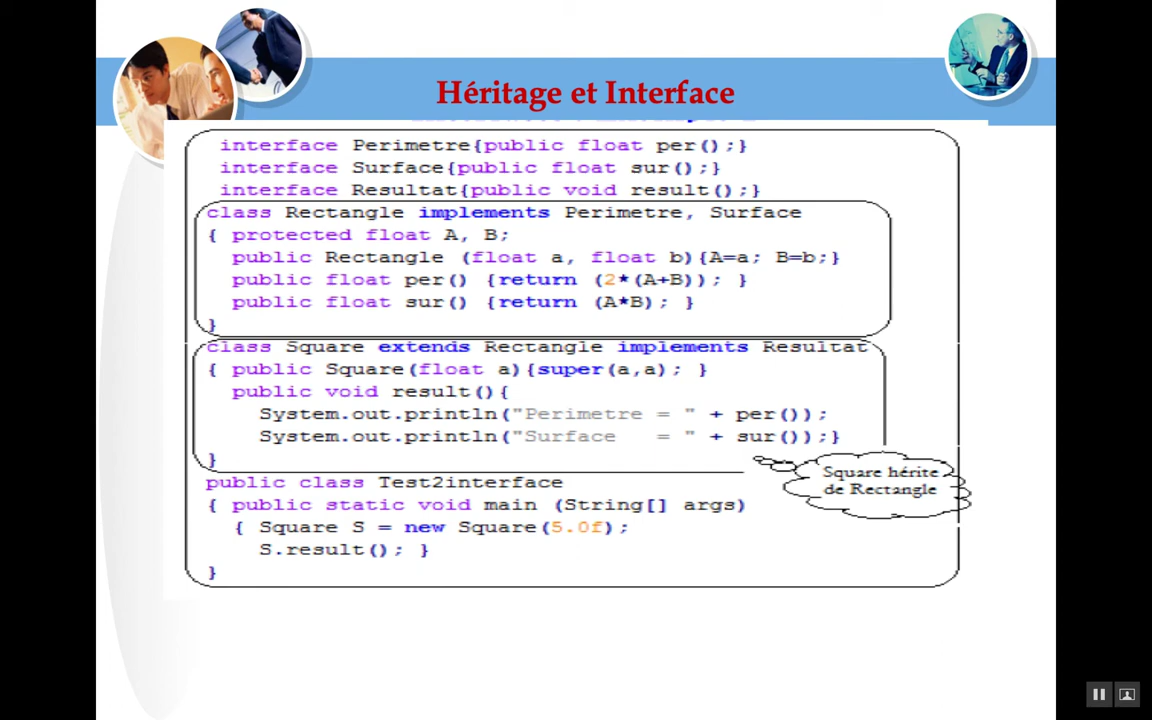 Héritage et Interface
interface Perimetre{public float per();}
interface Surface{public float sur();}
interface Resultat{public void result();}
class Rectangle implements Perimetre, Surface
{ protected float A, B;
public Rectangle (float a, float b){A=a; B=b;}
public float per() {return (2*(A+B)); }
public float sur() {return (A*B); }
}
class Square extends Rectangle implements Resultat
{ public Square(float a){super(a,a); }
public void result(){
System.out.println("Perimetre = " + per());
System.out.println("Surface   = " + sur());}
}
Square hérite
de Rectangle
public class Test2interface
{ public static void main (String[] args)
{ Square S = new Square(5.0f);
S.result(); }
}